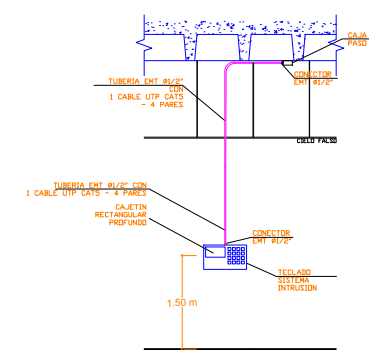 CAJA
PASO
CONECTOR
EMT Ø1/2"
TUBERIA EMT Ø1/2"
CON
1 CABLE UTP CAT5
- 4 PARES
CIELO FALSO
TUBERIA EMT Ø1/2" CON
1 CABLE UTP CAT5 - 4 PARES
CAJETIN
RECTANGULAR
PROFUNDO
CONECTOR
EMT Ø1/2"
TECLADO
SISTEMA
INTRUSION
1.50 m